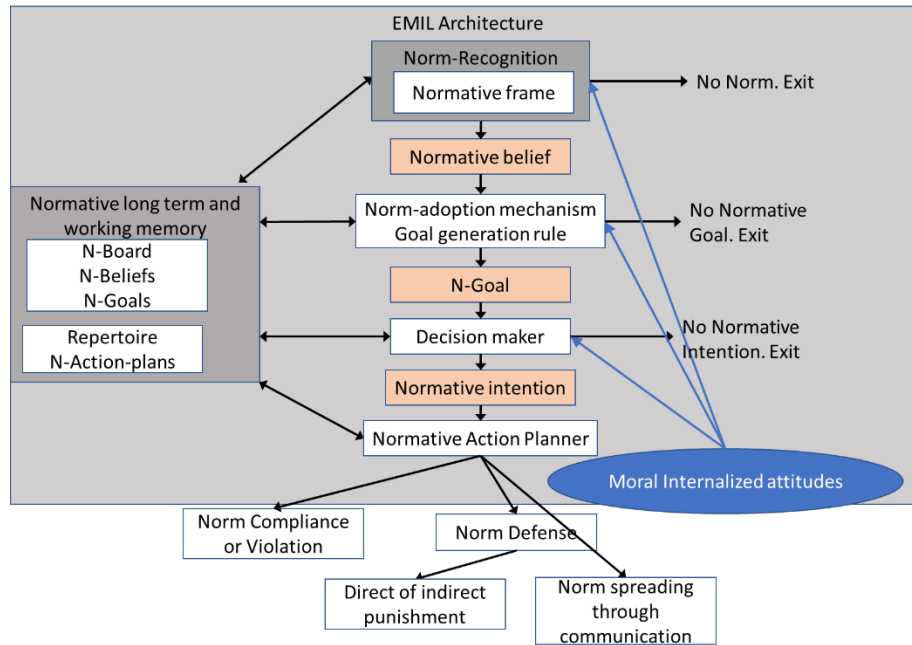 EMIL Architecture
Norm-Recognition
Normative frame
No Norm. Exit
Normative belief
Normative long term and
working memory
N-Board
N-Beliefs
N-Goals
Repertoire
N-Action-plans
Norm-adoption mechanism
Goal generation rule
No Normative
Goal. Exit
N-Goal
Decision maker
No Normative
Intention. Exit
Normative intention
Normative Action Planner
Moral Internalized attitudes
Norm Compliance
or Violation
Norm Defense
Direct of indirect
punishment
Norm spreading
through
communication